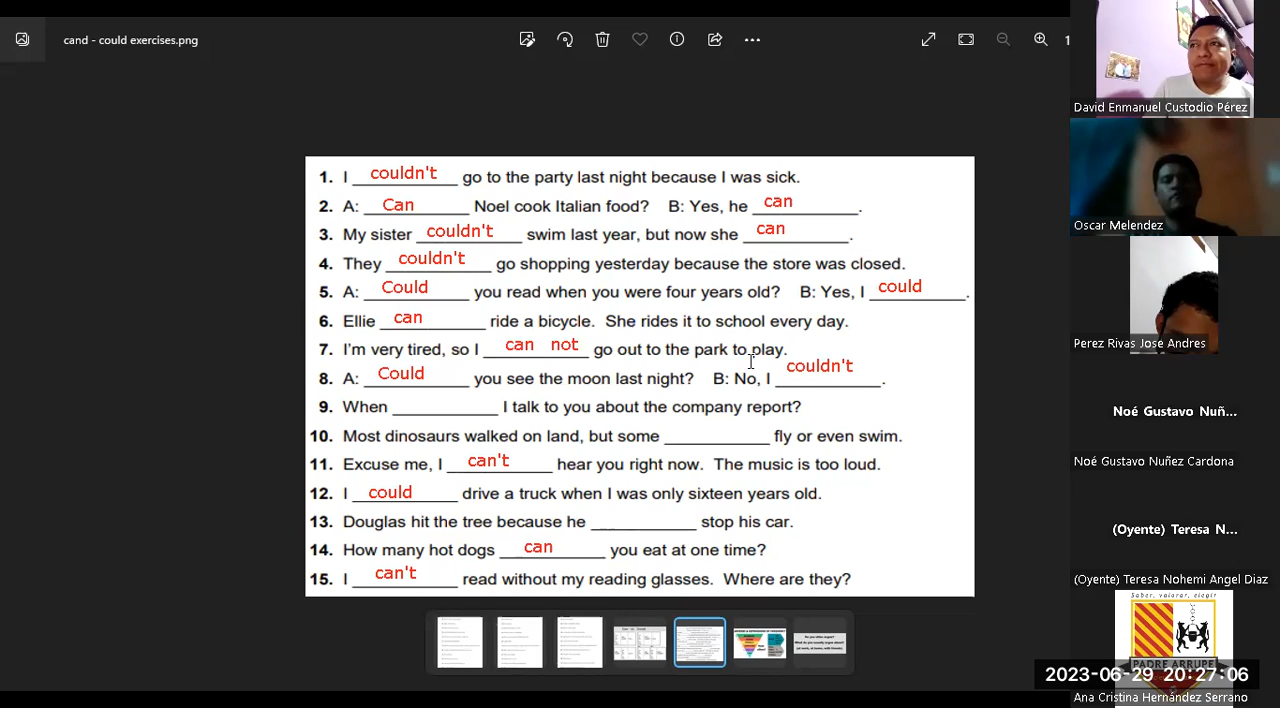 cand - could exercises.png
1
1. I couldn't go to the party last night because I was sick.
2. A: Can Noel cook Italian food? B: Yes, he can.
3. My sister couldn't swim last year, but now she can.
4. They couldn't go shopping yesterday because the store was closed.
5. A: Could you read when you were four years old? B: Yes, I could.
6. Ellie can ride a bicycle. She rides it to school every day.
7. I'm very tired, so I can not go out to the park to play.
8. A: Could you see the moon last night? B: No, I couldn't.
9. When __________ I talk to you about the company report?
10. Most dinosaurs walked on land, but some __________ fly or even swim.
11. Excuse me, I can't hear you right now. The music is too loud.
12. I could drive a truck when I was only sixteen years old.
13. Douglas hit the tree because he __________ stop his car.
14. How many hot dogs can you eat at one time?
15. I can't read without my reading glasses. Where are they?
David Enmanuel Custodio Pérez
Oscar Melendez
Perez Rivas Jose Andres
Noé Gustavo Nuñ...
Noé Gustavo Nuñez Cardona
(Oyente) Teresa N...
(Oyente) Teresa Nohemi Angel Diaz
Saber, valorar, elegir
PADRE ARRUPE
2023-06-29 20:27:06
Ana Cristina Hernández Serrano